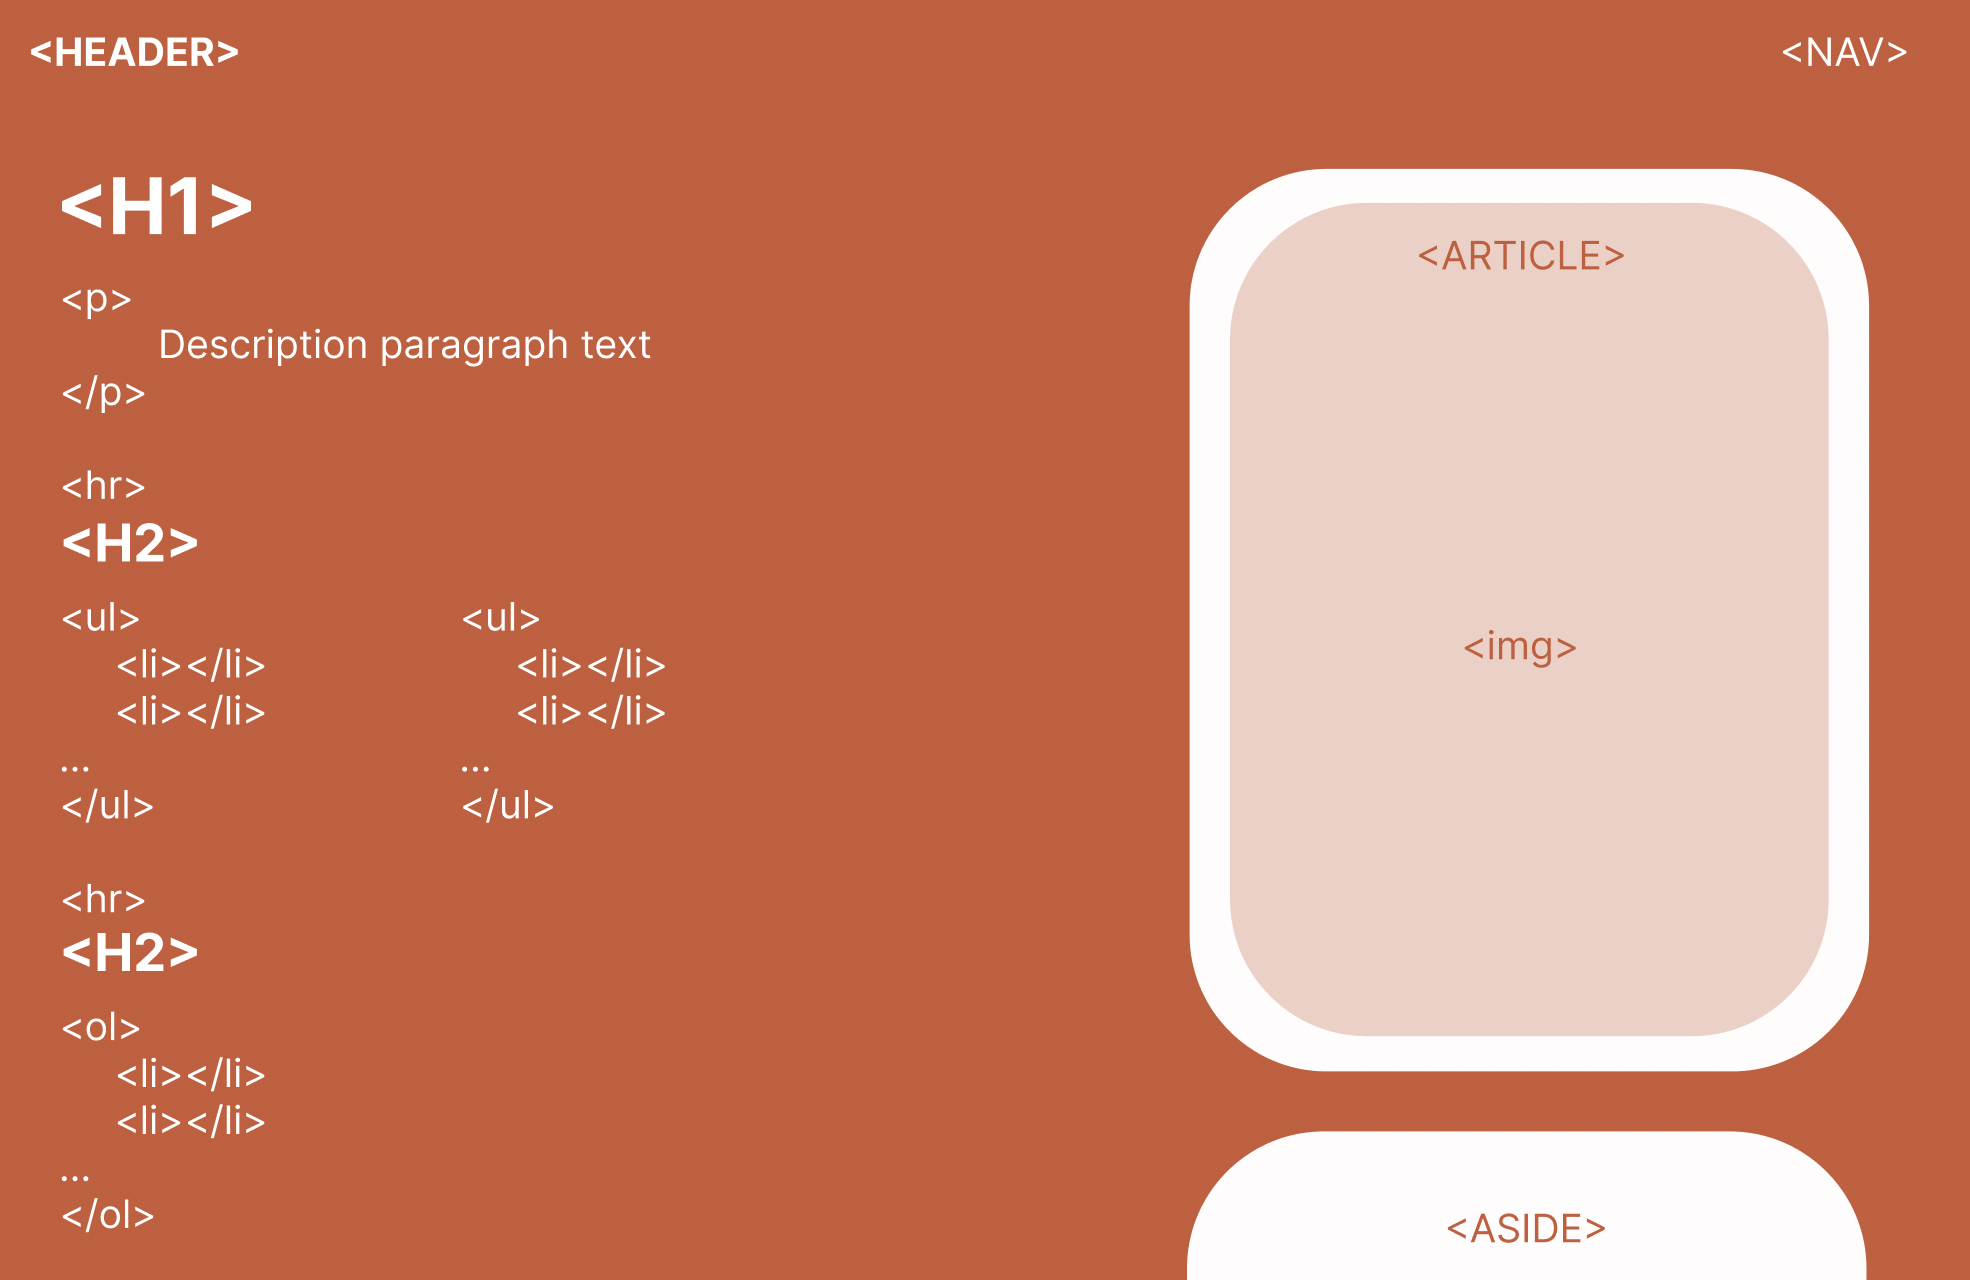 <HEADER>
<NAV>
<H1>
<p>
Description paragraph text
</p>
<hr>
<H2>
<ul>
<li></li>
<li></li>
...
</ul>
<ul>
<li></li>
<li></li>
...
</ul>
<hr>
<H2>
<ol>
<li></li>
<li></li>
...
</ol>
<ARTICLE>
<img>
<ASIDE>